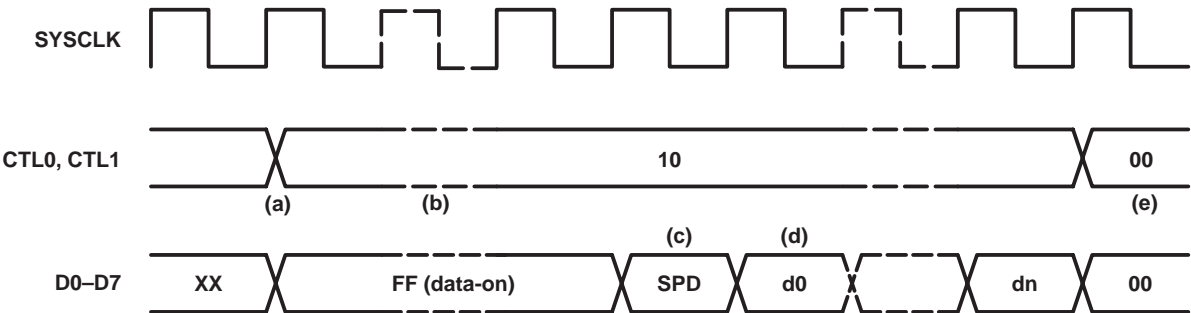 SYSCLK
CTL0, CTL1
10
00
(a)
(b)
(e)
(c)
(d)
D0–D7
XX
FF (data-on)
SPD
d0
dn
00